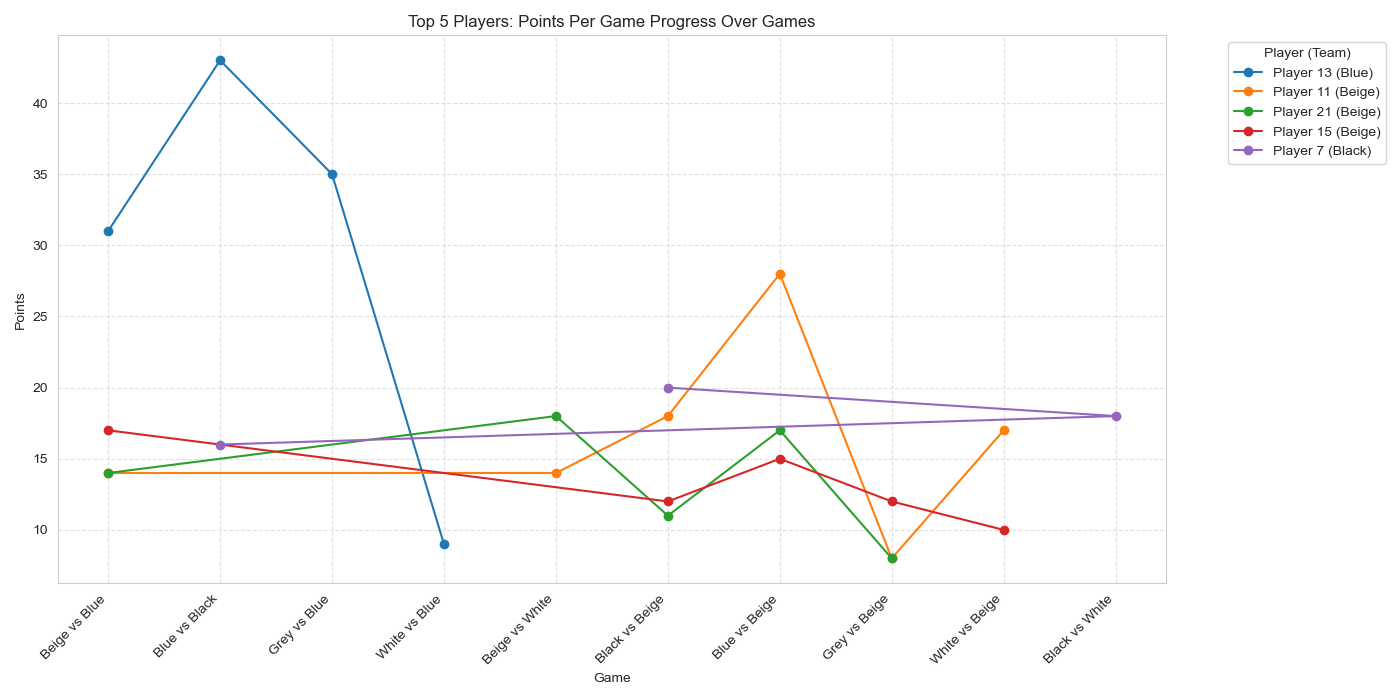 Top 5 Players: Points Per Game Progress Over Games
Player (Team)
Player 13 (Blue)
Player 11 (Beige)
Player 21 (Beige)
Player 15 (Beige)
Player 7 (Black)
Points
40
35
30
25
20
15
10
Beige vs Blue
Blue vs Black
Grey vs Blue
White vs Blue
Beige vs White
Black vs Beige
Blue vs Beige
Grey vs Beige
White vs Beige
Black vs White
Game